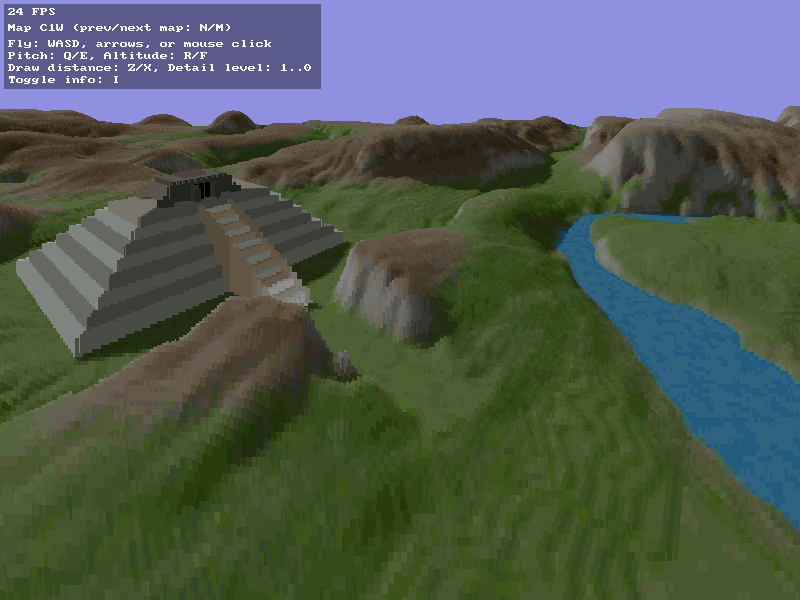 24 FPS
Map C1W (prev/next map: N/M)
Fly: WASD, arrows, or mouse click
Pitch: Q/E, Altitude: R/F
Draw distance: Z/X, Detail level: 1..0
Toggle info: I